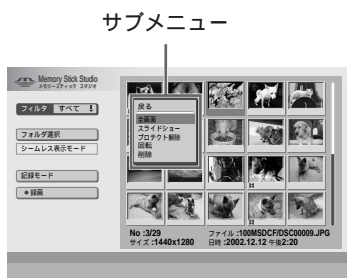 サブメニュー
Memory Stick Studio
メモリースティック スタジオ
フィルタ すべて
フォルダ選択
シームレス表示モード
記録モード
●録画
戻る
全画面
スライドショー
プロテクト解除
回転
削除
No :3/29 ファイル :100MSDCF/DSC00009.JPG
サイズ :1440x1280 日時 :2002.12.12 午後2:20